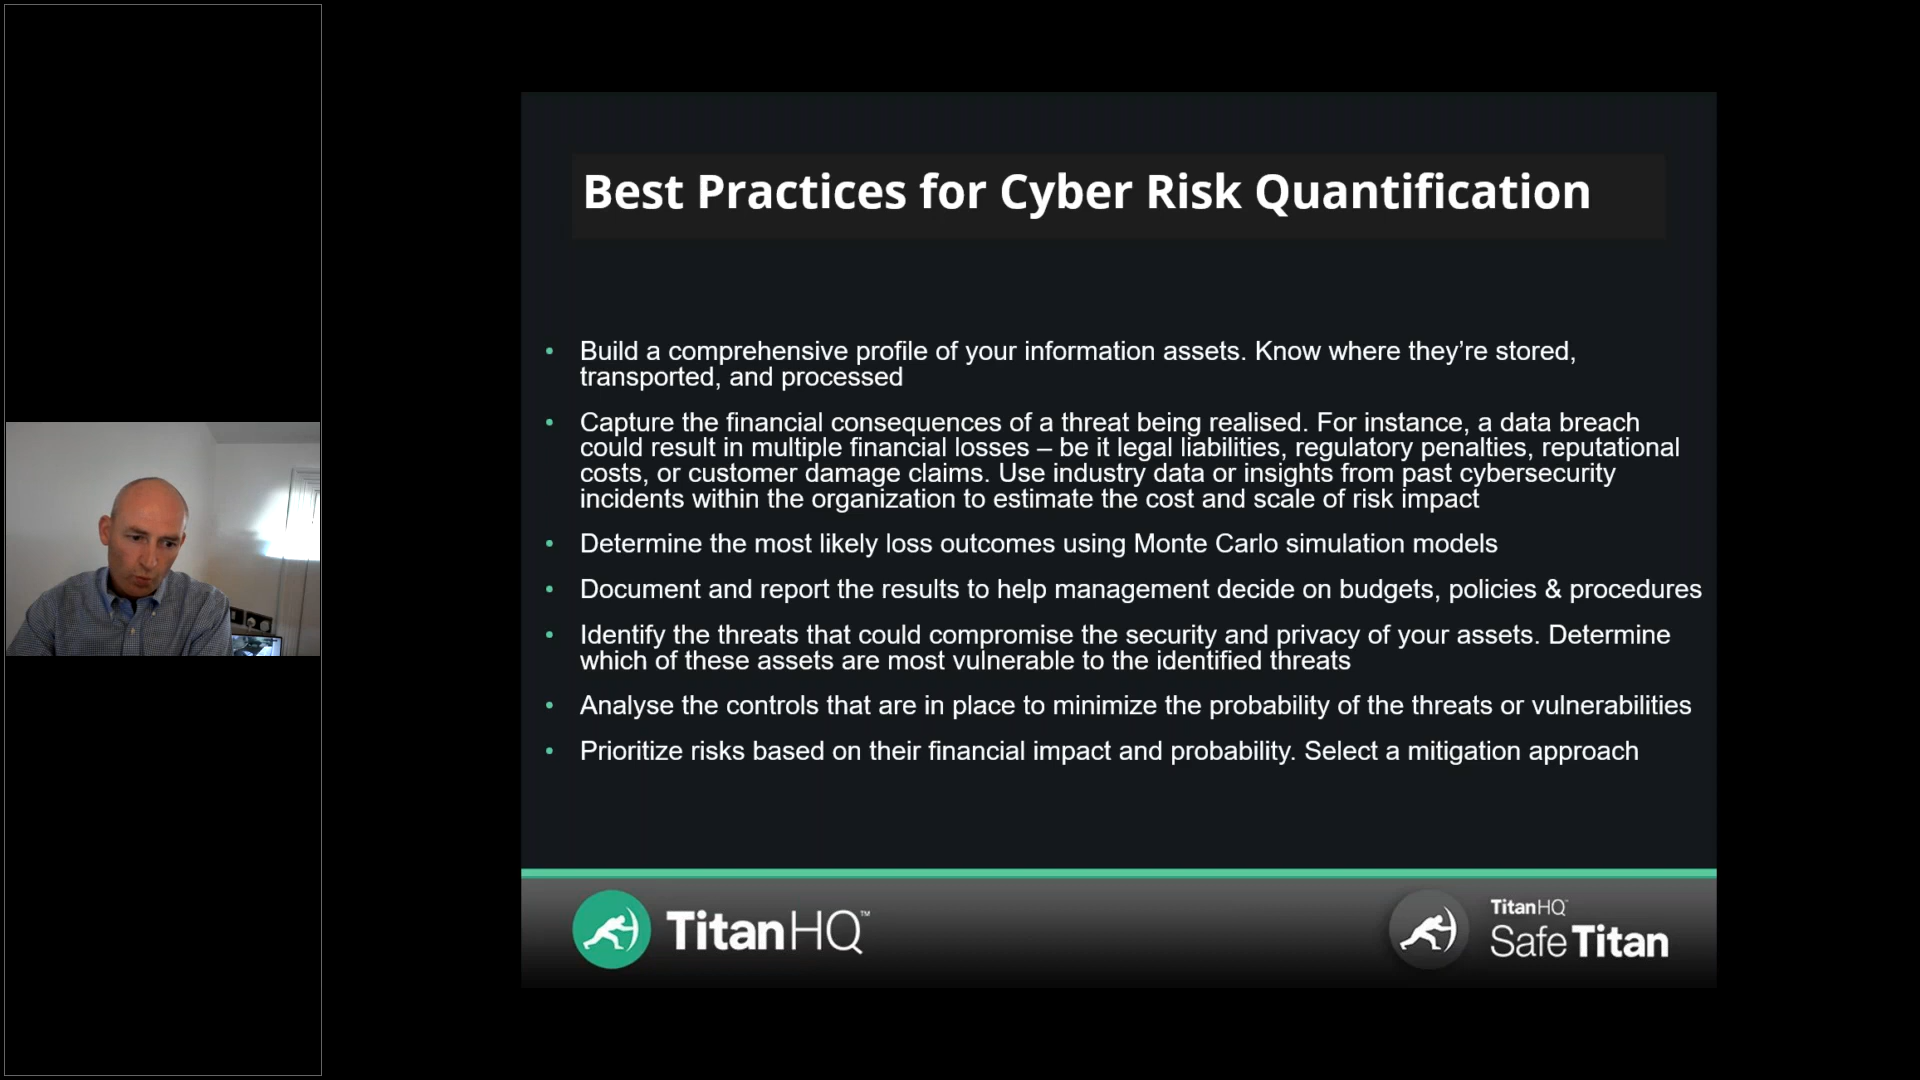 Best Practices for Cyber Risk Quantification
• Build a comprehensive profile of your information assets. Know where they’re stored,
transported, and processed
• Capture the financial consequences of a threat being realised. For instance, a data breach
could result in multiple financial losses – be it legal liabilities, regulatory penalties, reputational
costs, or customer damage claims. Use industry data or insights from past cybersecurity
incidents within the organization to estimate the cost and scale of risk impact
• Determine the most likely loss outcomes using Monte Carlo simulation models
• Document and report the results to help management decide on budgets, policies & procedures
• Identify the threats that could compromise the security and privacy of your assets. Determine
which of these assets are most vulnerable to the identified threats
• Analyse the controls that are in place to minimize the probability of the threats or vulnerabilities
• Prioritize risks based on their financial impact and probability. Select a mitigation approach
TitanHQ™
TitanHQ™
SafeTitan